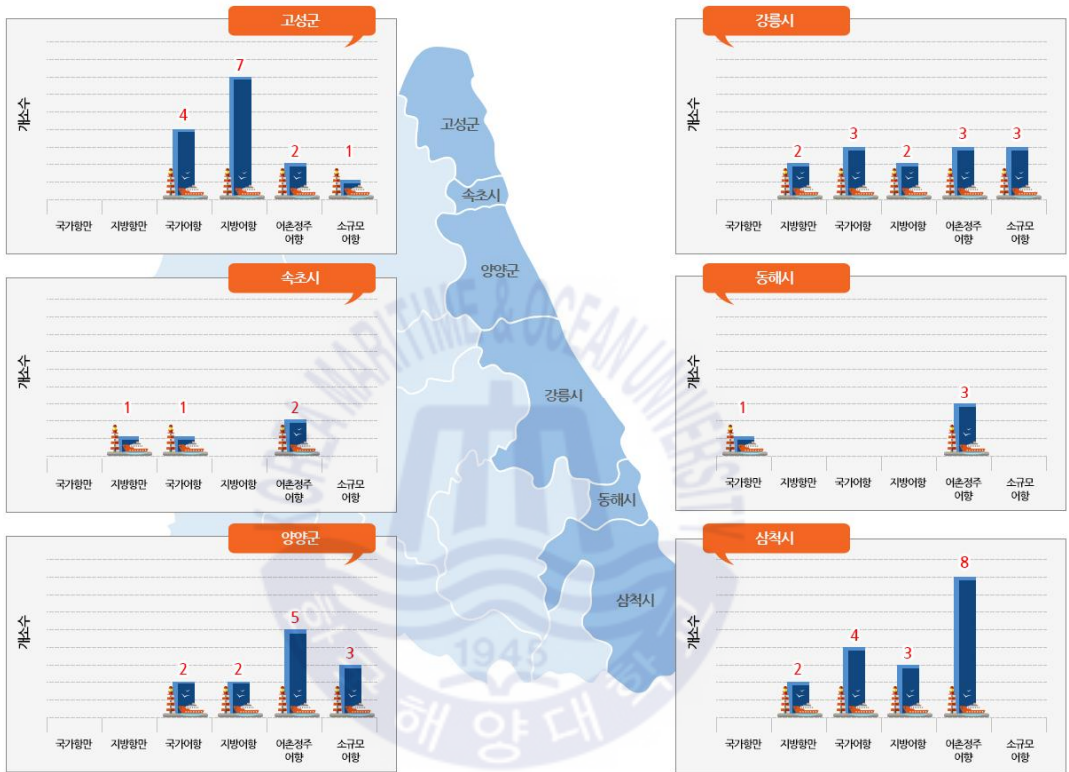 고성군
개소수
4
7
2
1
국가항만
지방항만
국가어항
지방어항
어촌정주
어항
소규모
어항
속초시
개소수
1
1
2
국가항만
지방항만
국가어항
지방어항
어촌정주
어항
소규모
어항
양양군
개소수
2
2
5
3
국가항만
지방항만
국가어항
지방어항
어촌정주
어항
소규모
어항
고성군
속초시
양양군
강릉시
동해시
삼척시
KOREA MARITIME & OCEAN UNIVERSITY
1945
한국해양대학교
강릉시
개소수
2
3
2
3
3
국가항만
지방항만
국가어항
지방어항
어촌정주
어항
소규모
어항
동해시
개소수
1
3
국가항만
지방항만
국가어항
지방어항
어촌정주
어항
소규모
어항
삼척시
개소수
2
4
3
8
국가항만
지방항만
국가어항
지방어항
어촌정주
어항
소규모
어항